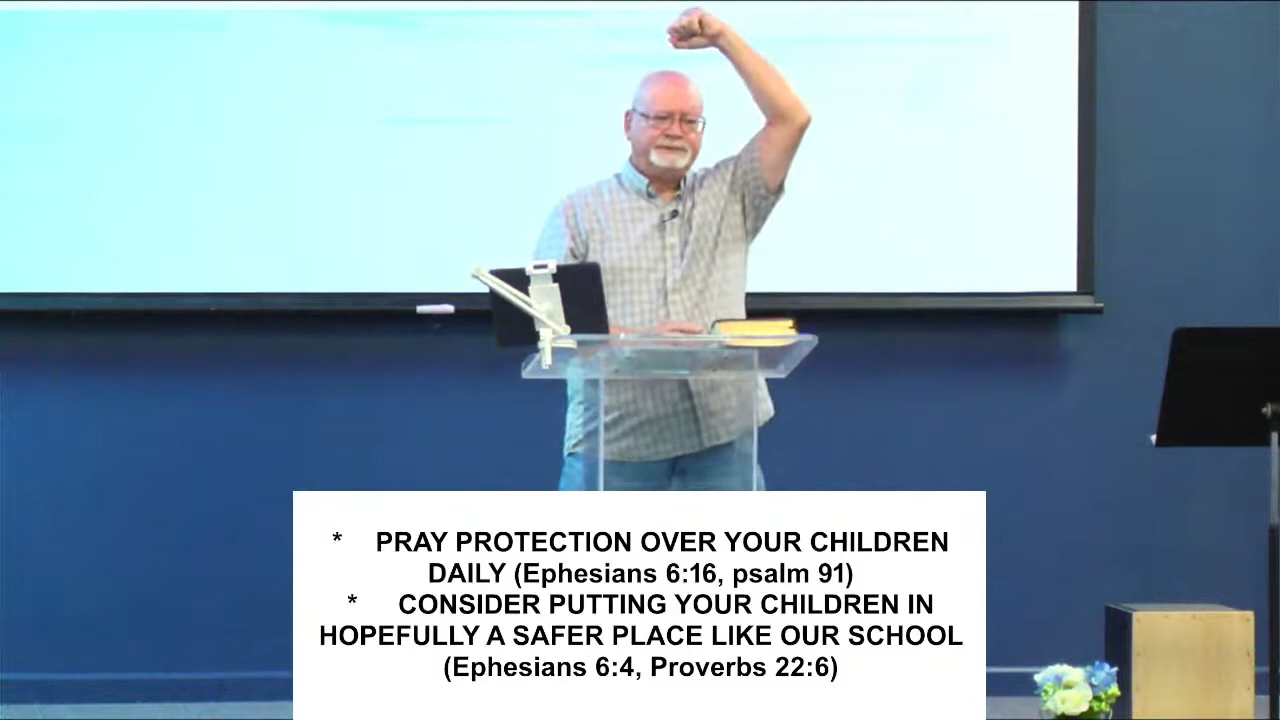 * PRAY PROTECTION OVER YOUR CHILDREN
DAILY (Ephesians 6:16, psalm 91)
* CONSIDER PUTTING YOUR CHILDREN IN
HOPEFULLY A SAFER PLACE LIKE OUR SCHOOL
(Ephesians 6:4, Proverbs 22:6)